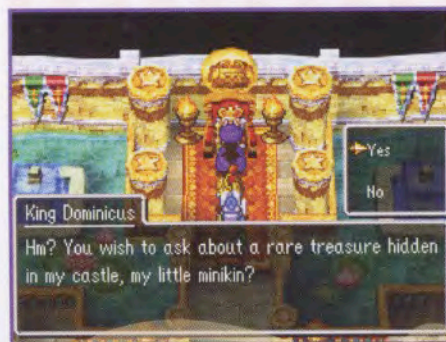 Yes
No
King Dominicus
Hm? You wish to ask about a rare treasure hidden
in my castle, my little minikin?